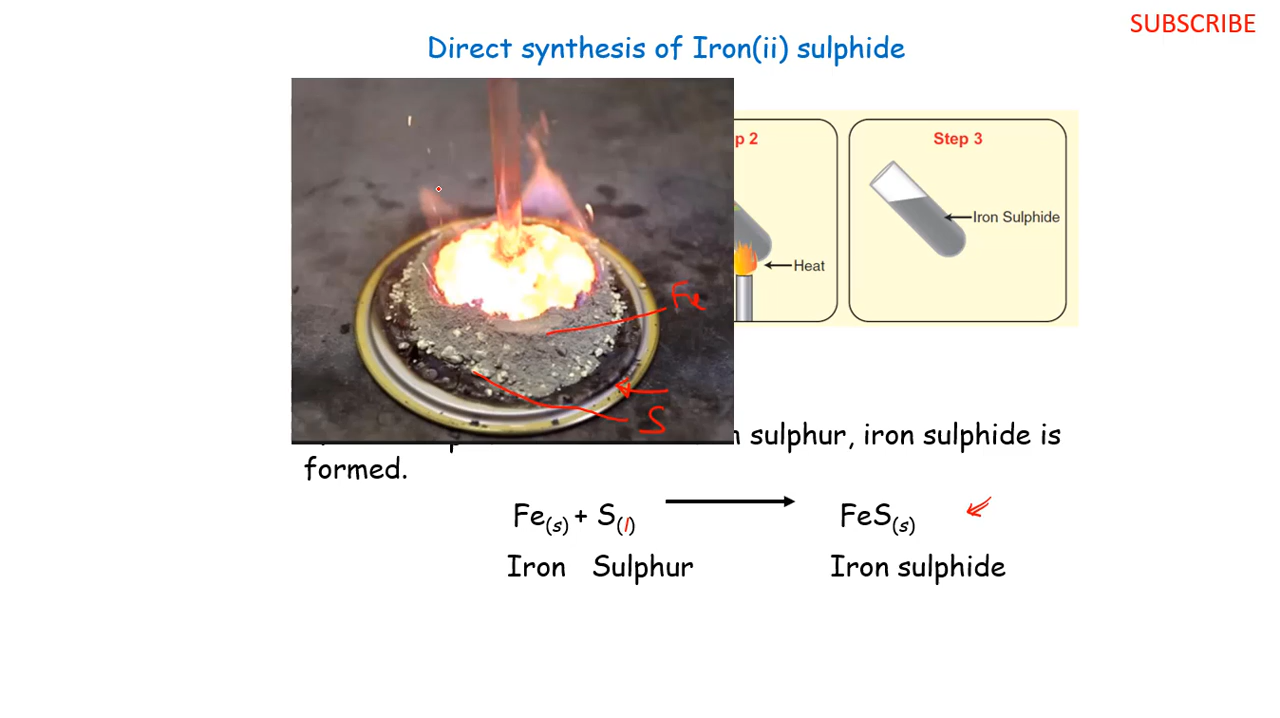 SUBSCRIBE
Direct synthesis of Iron(ii) sulphide
p 2
Step 3
Iron Sulphide
Heat
Fe
S
sulphur, iron sulphide is
formed.
Fe(s) + S(l) FeS(s)
Iron Sulphur Iron sulphide